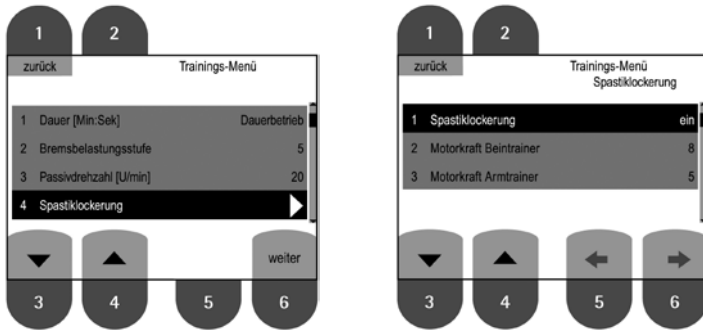 1 2
zurück Trainings-Menü
1 Dauer [Min:Sek] Dauerbetrieb
2 Bremsbelastungsstufe 5
3 Passivdrehzahl [U/min] 20
4 Spastiklockerung
weiter
3 4 5 6
1 2
zurück Trainings-Menü
Spastiklockerung
1 Spastiklockerung ein
2 Motorkraft Beintrainer 8
3 Motorkraft Armtrainer 5
3 4 5 6